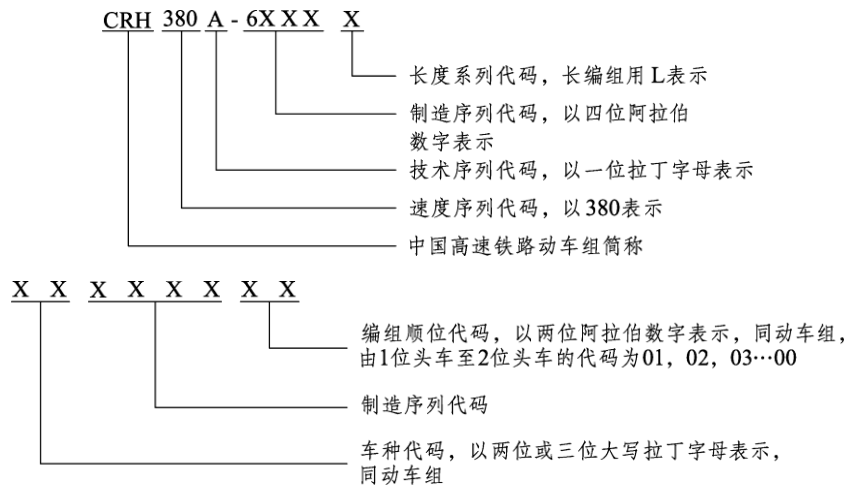 CRH 380 A - 6X X X X
长度系列代码，长编组用L表示
制造序列代码，以四位阿拉伯
数字表示
技术序列代码，以一位拉丁字母表示
速度序列代码，以380表示
中国高速铁路动车组简称
X X X X X X X X
编组顺位代码，以两位阿拉伯数字表示，同动车组，
由1位头车至2位头车的代码为01，02，03…00
制造序列代码
车种代码，以两位或三位大写拉丁字母表示，
同动车组